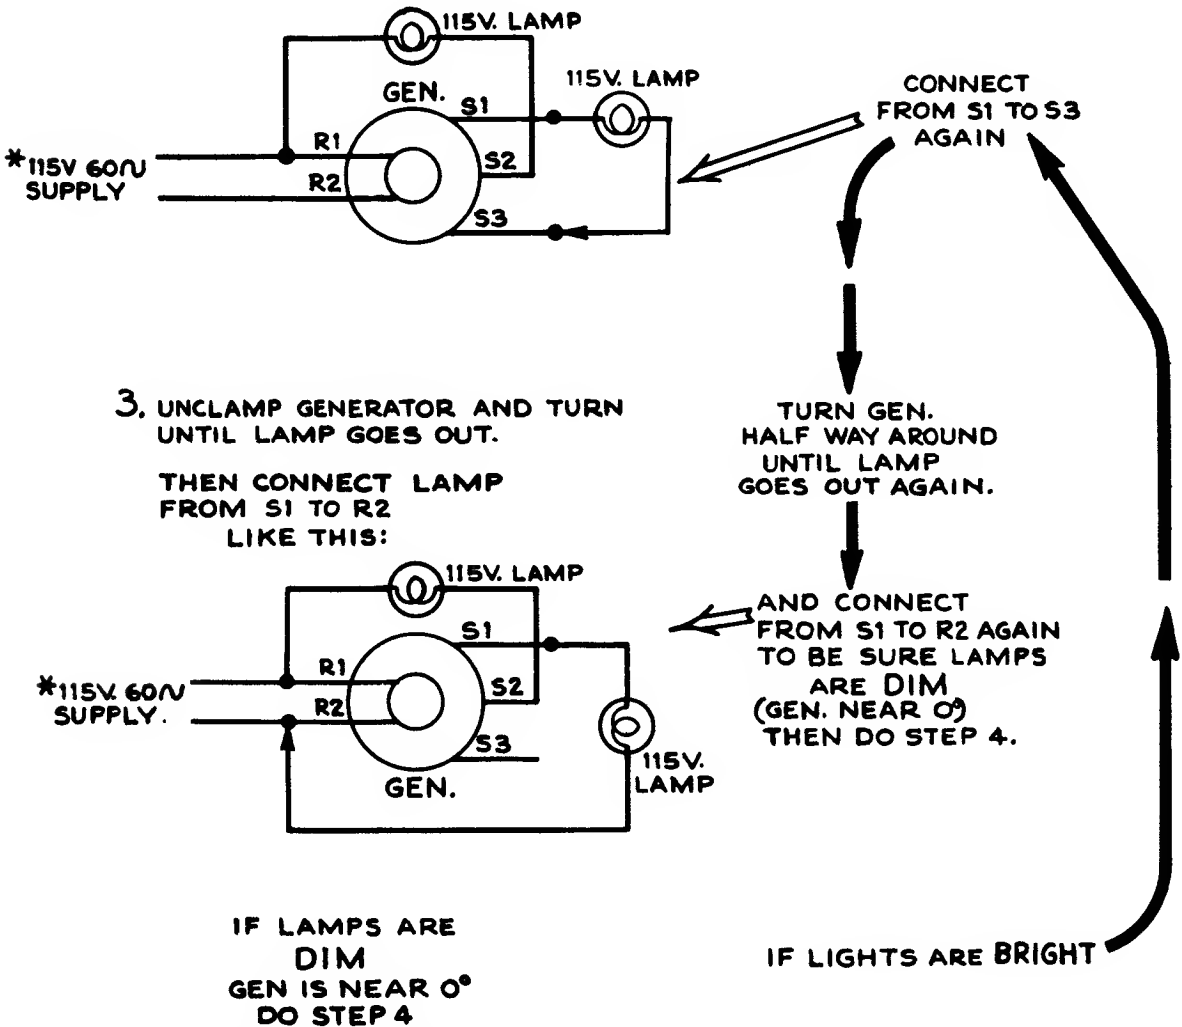 115V. LAMP
115V. LAMP
GEN.
S1
R1
S2
*115V 60~
SUPPLY
R2
S3
CONNECT
FROM S1 TO S3
AGAIN
3. UNCLAMP GENERATOR AND TURN
UNTIL LAMP GOES OUT.
THEN CONNECT LAMP
FROM S1 TO R2
LIKE THIS:
TURN GEN.
HALF WAY AROUND
UNTIL LAMP
GOES OUT AGAIN.
115V. LAMP
S1
R1
S2
*115V. 60~
SUPPLY.
R2
S3
GEN.
115V.
LAMP
AND CONNECT
FROM S1 TO R2 AGAIN
TO BE SURE LAMPS
ARE DIM
(GEN. NEAR 0°)
THEN DO STEP 4.
IF LAMPS ARE
DIM
GEN IS NEAR 0°
DO STEP 4
IF LIGHTS ARE BRIGHT